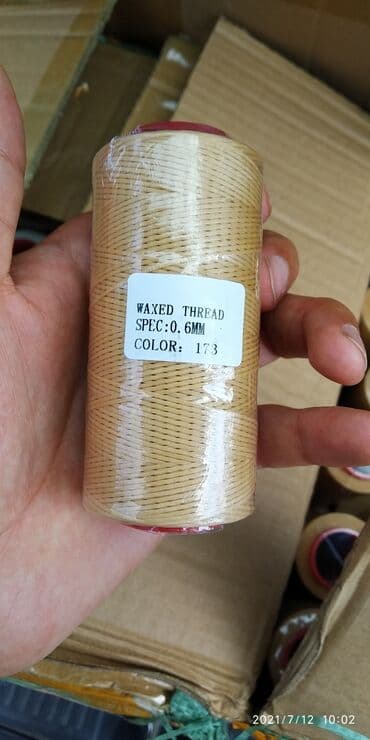 WAXED THREAD
SPEC:0.6MM
COLOR: 173
2021/7/12 10:02